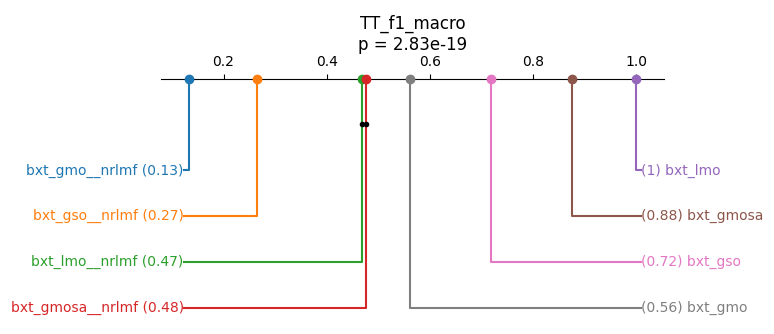 TT_f1_macro
p = 2.83e-19
0.2 0.4 0.6 0.8 1.0
bxt_gmo__nrlmf (0.13) (1) bxt_lmo
bxt_gso__nrlmf (0.27) (0.88) bxt_gmosa
bxt_lmo__nrlmf (0.47) (0.72) bxt_gso
bxt_gmosa__nrlmf (0.48) (0.56) bxt_gmo